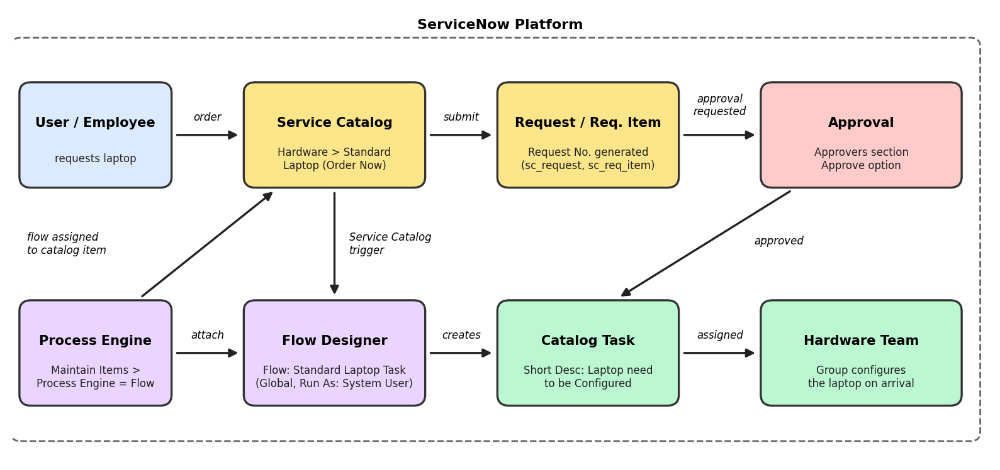 ServiceNow Platform
User / Employee
requests laptop
order
Service Catalog
Hardware > Standard
Laptop (Order Now)
submit
Request / Req. Item
Request No. generated
(sc_request, sc_req_item)
approval
requested
Approval
Approvers section
Approve option
flow assigned
to catalog item
Service Catalog
trigger
approved
Process Engine
Maintain Items >
Process Engine = Flow
attach
Flow Designer
Flow: Standard Laptop Task
(Global, Run As: System User)
creates
Catalog Task
Short Desc: Laptop need
to be Configured
assigned
Hardware Team
Group configures
the laptop on arrival